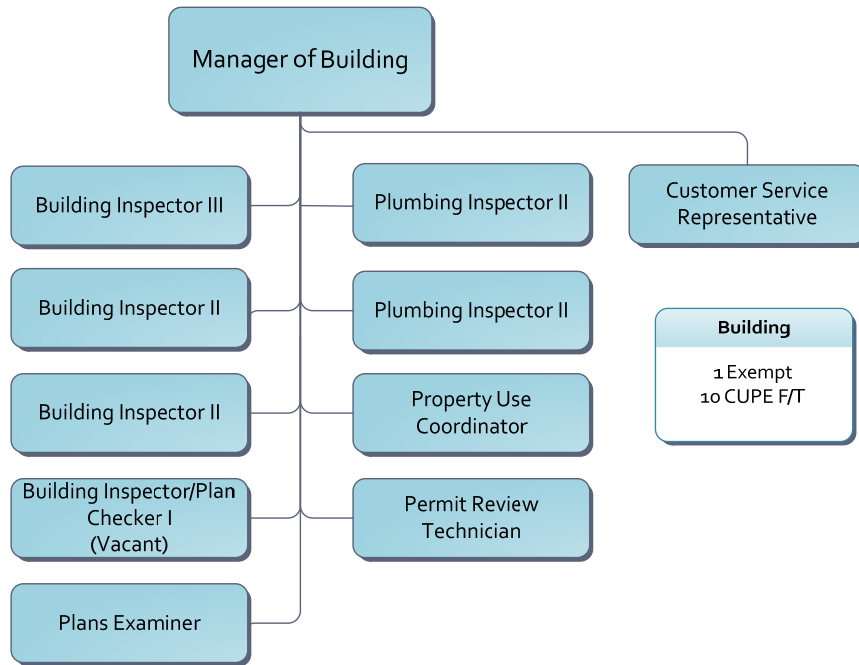 Manager of Building
Building Inspector III
Plumbing Inspector II
Customer Service
Representative
Building Inspector II
Plumbing Inspector II
Building
1 Exempt
10 CUPE F/T
Building Inspector II
Property Use
Coordinator
Building Inspector/Plan
Checker I
(Vacant)
Permit Review
Technician
Plans Examiner